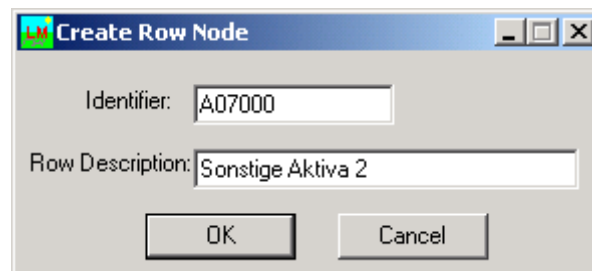 LM Create Row Node
Identifier: A07000
Row Description: Sonstige Aktiva 2
OK Cancel